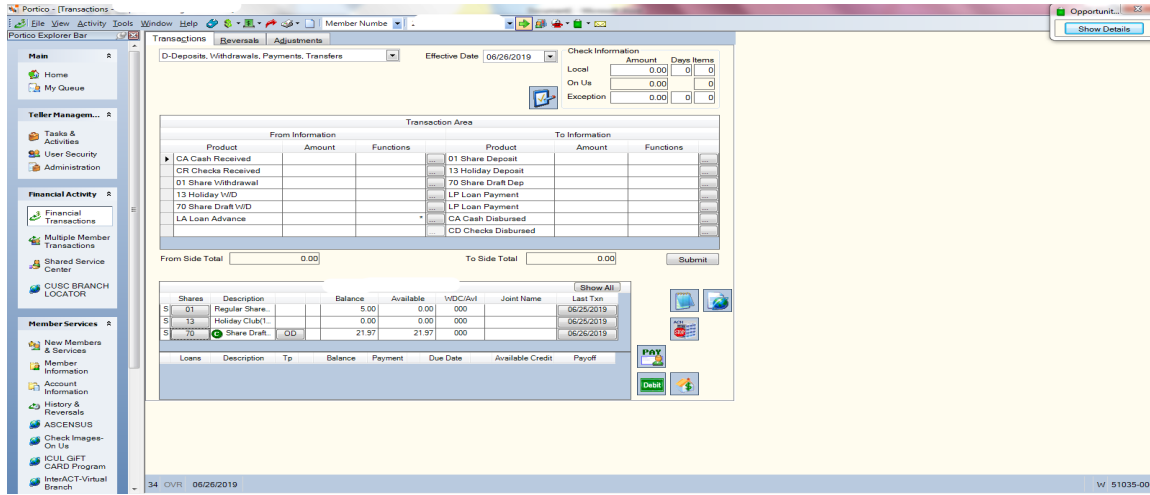 Portico - [Transactions -
Opportunit...
File View Activity Tools Window Help Member Numbe
Show Details
Portico Explorer Bar
Transactions Reversals Adjustments
D-Deposits, Withdrawals, Payments, Transfers Effective Date 06/26/2019
Check Information
Amount Days Items
Local 0.00 0 0
On Us 0.00 0
Exception 0.00 0 0
Main
Home
My Queue
Teller Managem...
Tasks &
Activities
User Security
Administration
Financial Activity
Financial
Transactions
Multiple Member
Transactions
Shared Service
Center
CUSC BRANCH
LOCATOR
Member Services
New Members
& Services
Member
Information
Account
Information
History &
Reversals
ASCENSUS
Check Images-
On Us
ICUL GIFT
CARD Program
InterACT-Virtual
Branch
Transaction Area
From Information To Information
Product Amount Functions Product Amount Functions
CA Cash Received ... 01 Share Deposit ...
CR Checks Received ... 13 Holiday Deposit ...
01 Share Withdrawal ... 70 Share Draft Dep ...
13 Holiday W/D ... LP Loan Payment ...
70 Share Draft W/D ... LP Loan Payment ...
LA Loan Advance * ... CA Cash Disbursed ...
... CD Checks Disbursed ...
From Side Total 0.00 To Side Total 0.00 Submit
Show All
Shares Description Balance Available WDC/Avl Joint Name Last Txn
S 01 Regular Share... 5.00 0.00 000 06/25/2019
S 13 Holiday Club(1... 0.00 0.00 000 06/25/2019
S 70 C Share Draft... OD 21.97 21.97 000 06/26/2019
Loans Description Tp Balance Payment Due Date Available Credit Payoff
ACH
STOP
PAY
Debit
34 OVR 06/26/2019 W 51035-00